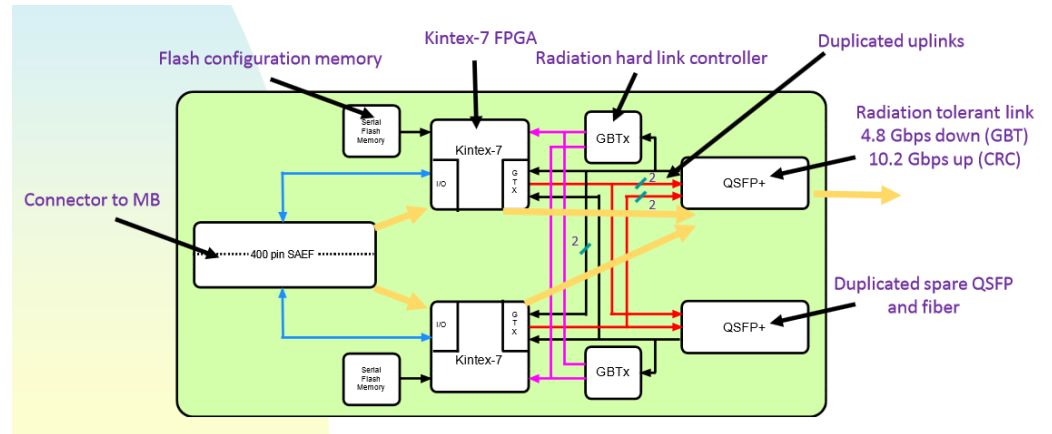 Kintex-7 FPGA
Duplicated uplinks
Flash configuration memory
Radiation hard link controller
Radiation tolerant link
4.8 Gbps down (GBT)
10.2 Gbps up (CRC)
Serial
Flash
Memory
Kintex-7
I/O
G
T
X
GBTx
2
2
QSFP+
Connector to MB
400 pin SAEF
2
Duplicated spare QSFP
and fiber
I/O
G
T
X
Kintex-7
QSFP+
GBTx
Serial
Flash
Memory